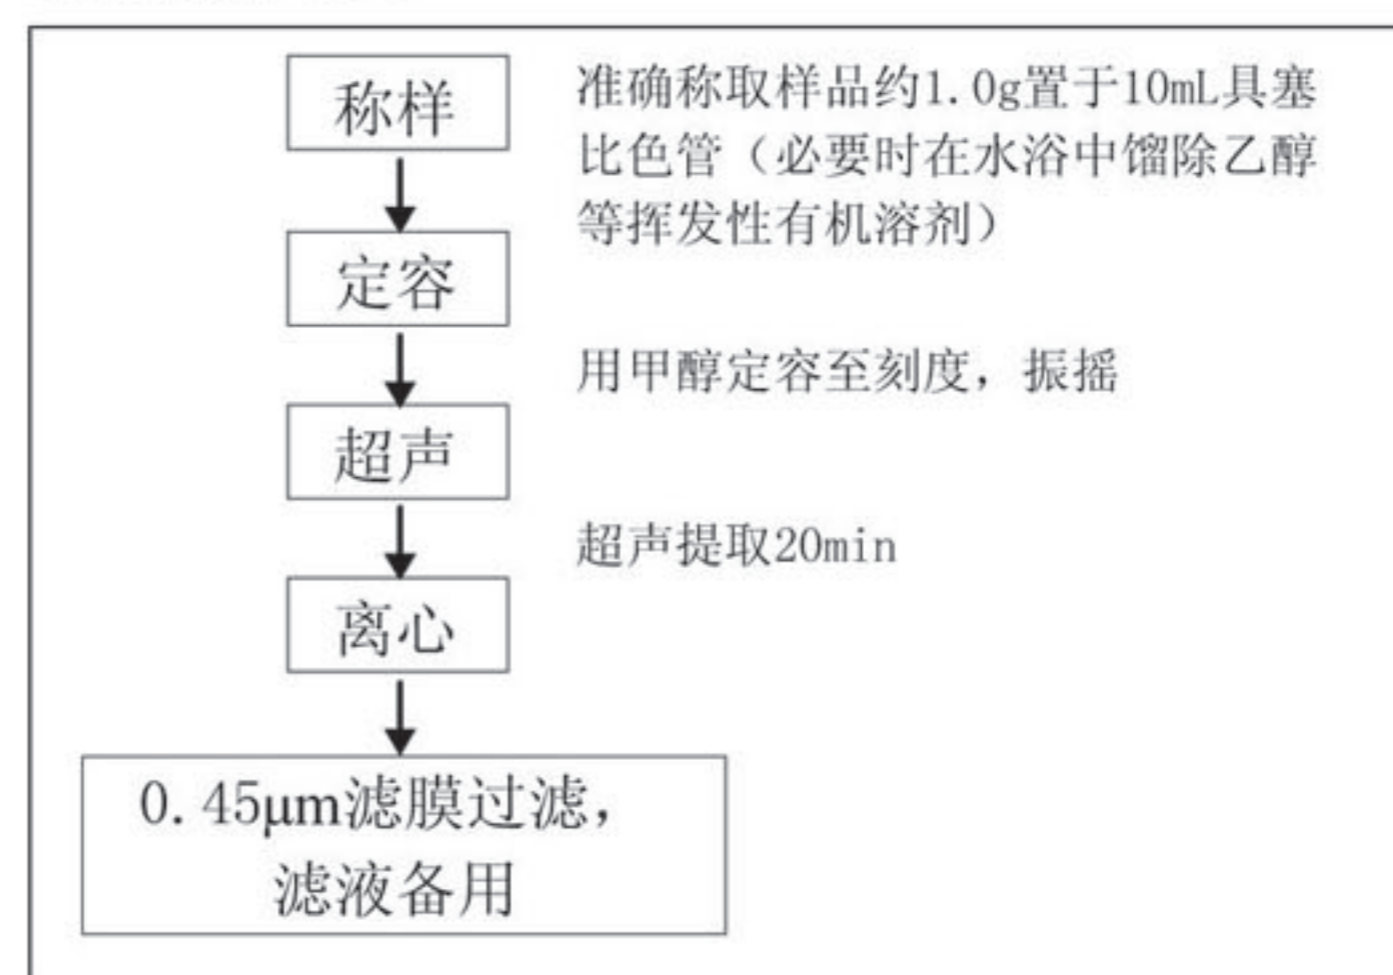 称样
准确称取样品约1.0g置于10mL具塞
比色管（必要时在水浴中馏除乙醇
等挥发性有机溶剂）
定容
用甲醇定容至刻度，振摇
超声
超声提取20min
离心
0.45μm滤膜过滤，
滤液备用